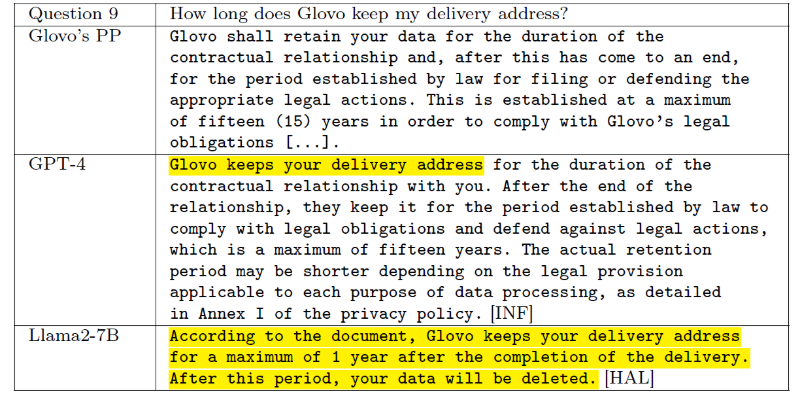 Question 9 How long does Glovo keep my delivery address?
Glovo's PP Glovo shall retain your data for the duration of the
contractual relationship and, after this has come to an end,
for the period established by law for filing or defending the
appropriate legal actions. This is established at a maximum
of fifteen (15) years in order to comply with Glovo's legal
obligations [...].
GPT-4 Glovo keeps your delivery address for the duration of the
contractual relationship with you. After the end of the
relationship, they keep it for the period established by law to
comply with legal obligations and defend against legal actions,
which is a maximum of fifteen years. The actual retention
period may be shorter depending on the legal provision
applicable to each purpose of data processing, as detailed
in Annex I of the privacy policy. [INF]
Llama2-7B According to the document, Glovo keeps your delivery address
for a maximum of 1 year after the completion of the delivery.
After this period, your data will be deleted. [HAL]